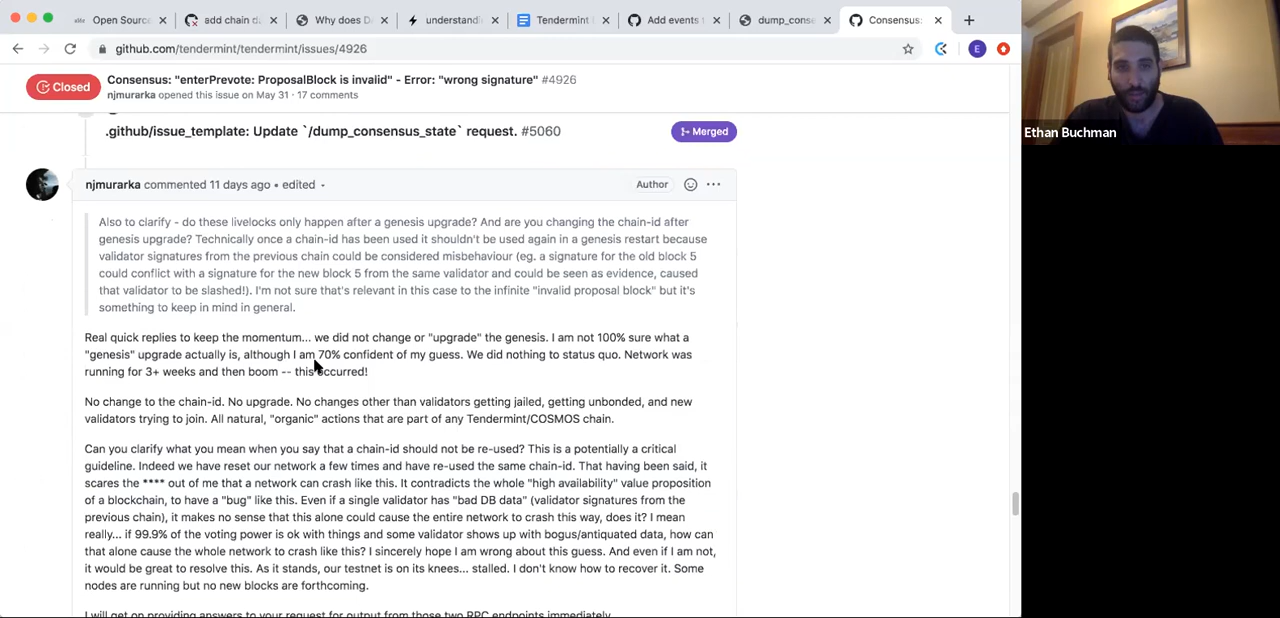 Open Source
add chain da
Why does D
understandi
Tendermint I
Add events f
dump_conse
Consensus:
github.com/tendermint/tendermint/issues/4926
E
Closed
Consensus: "enterPrevote: ProposalBlock is invalid" - Error: "wrong signature" #4926
njmurarka opened this issue on May 31 · 17 comments
.github/issue_template: Update `/dump_consensus_state` request. #5060
Merged
njmurarka commented 11 days ago • edited
Author
Also to clarify - do these livelocks only happen after a genesis upgrade? And are you changing the chain-id after
genesis upgrade? Technically once a chain-id has been used it shouldn't be used again in a genesis restart because
validator signatures from the previous chain could be considered misbehaviour (eg. a signature for the old block 5
could conflict with a signature for the new block 5 from the same validator and could be seen as evidence, caused
that validator to be slashed!). I'm not sure that's relevant in this case to the infinite "invalid proposal block" but it's
something to keep in mind in general.
Real quick replies to keep the momentum... we did not change or "upgrade" the genesis. I am not 100% sure what a
"genesis" upgrade actually is, although I am 70% confident of my guess. We did nothing to status quo. Network was
running for 3+ weeks and then boom -- this occurred!
No change to the chain-id. No upgrade. No changes other than validators getting jailed, getting unbonded, and new
validators trying to join. All natural, "organic" actions that are part of any Tendermint/COSMOS chain.
Can you clarify what you mean when you say that a chain-id should not be re-used? This is a potentially a critical
guideline. Indeed we have reset our network a few times and have re-used the same chain-id. That having been said, it
scares the **** out of me that a network can crash like this. It contradicts the whole "high availability" value proposition
of a blockchain, to have a "bug" like this. Even if a single validator has "bad DB data" (validator signatures from the
previous chain), it makes no sense that this alone could cause the entire network to crash this way, does it? I mean
really... if 99.9% of the voting power is ok with things and some validator shows up with bogus/antiquated data, how can
that alone cause the whole network to crash like this? I sincerely hope I am wrong about this guess. And even if I am not,
it would be great to resolve this. As it stands, our testnet is on its knees... stalled. I don't know how to recover it. Some
nodes are running but no new blocks are forthcoming.
I will get on providing answers to your request for output from those two RPC endpoints immediately
Ethan Buchman